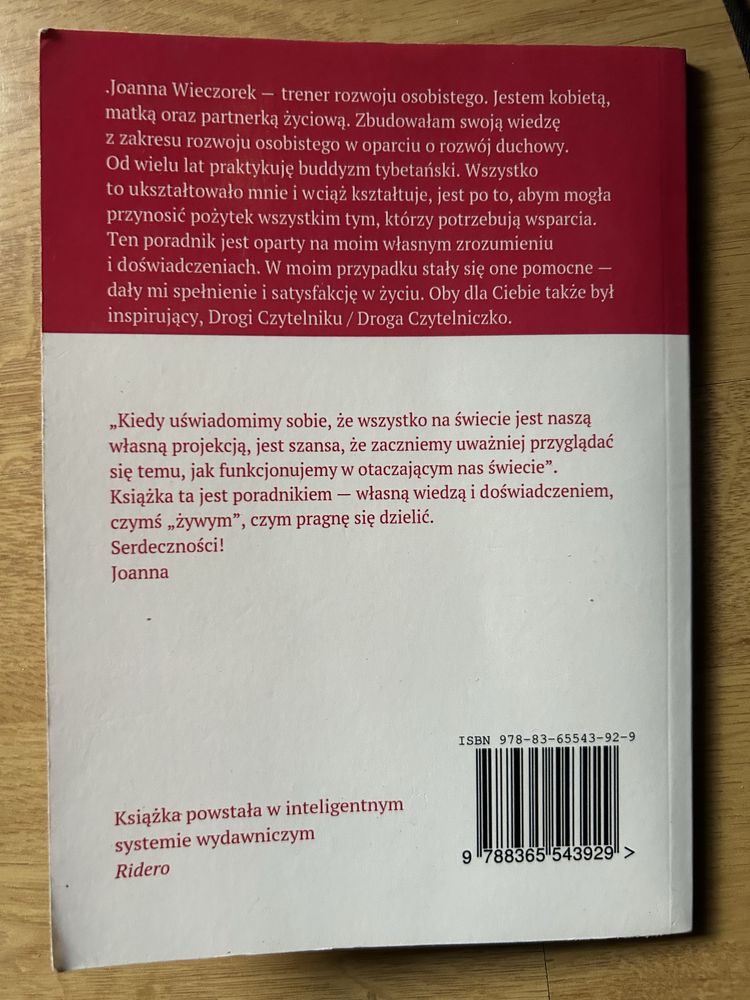 .Joanna Wieczorek — trener rozwoju osobistego. Jestem kobietą,
matką oraz partnerką życiową. Zbudowałam swoją wiedzę
z zakresu rozwoju osobistego w oparciu o rozwój duchowy.
Od wielu lat praktykuję buddyzm tybetański. Wszystko
to ukształtowało mnie i wciąż kształtuje, jest po to, abym mogła
przynosić pożytek wszystkim tym, którzy potrzebują wsparcia.
Ten poradnik jest oparty na moim własnym zrozumieniu
i doświadczeniach. W moim przypadku stały się one pomocne —
dały mi spełnienie i satysfakcję w życiu. Oby dla Ciebie także był
inspirujący, Drogi Czytelniku / Droga Czytelniczko.
„Kiedy uświadomimy sobie, że wszystko na świecie jest naszą
własną projekcją, jest szansa, że zaczniemy uważniej przyglądać
się temu, jak funkcjonujemy w otaczającym nas świecie”.
Książka ta jest poradnikiem — własną wiedzą i doświadczeniem,
czymś „żywym”, czym pragnę się dzielić.
Serdeczności!
Joanna
ISBN 978-83-65543-92-9
9 788365 543929 >
Książka powstała w inteligentnym
systemie wydawniczym
Ridero